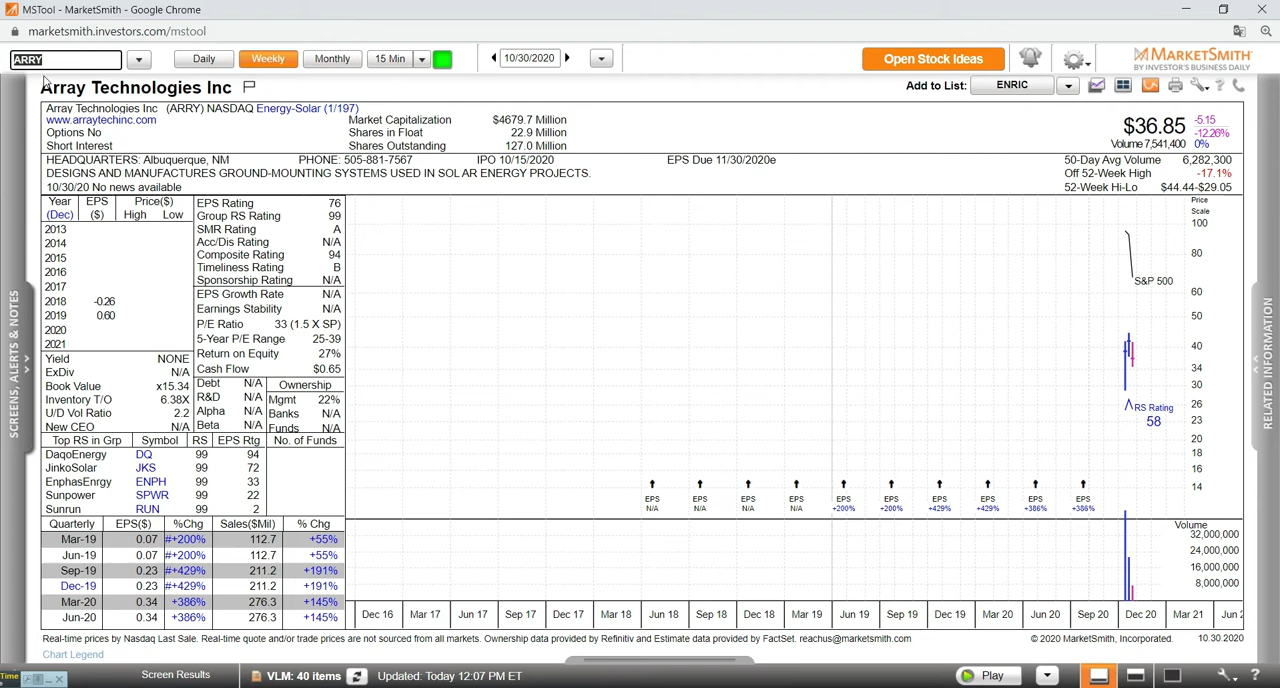 MSTool - MarketSmith - Google Chrome
marketsmith.investors.com/mstool
ARRY
Daily
Weekly
Monthly
15 Min
10/30/2020
Open Stock Ideas
MARKETSMITH
BY INVESTOR'S BUSINESS DAILY
Array Technologies Inc
Add to List:
ENRIC
Array Technologies Inc (ARRY) NASDAQ Energy-Solar (1/197)
www.arraytechinc.com
Market Capitalization $4679.7 Million
Options No
Shares in Float 22.9 Million
Short Interest
Shares Outstanding 127.0 Million
$36.85
-5.15
-12.26%
Volume 7,541,400 0%
HEADQUARTERS: Albuquerque, NM PHONE: 505-881-7567 IPO 10/15/2020 EPS Due 11/30/2020e
DESIGNS AND MANUFACTURES GROUND-MOUNTING SYSTEMS USED IN SOLAR ENERGY PROJECTS.
10/30/20 No news available
50-Day Avg Volume 6,282,300
Off 52-Week High -17.1%
52-Week Hi-Lo $44.44-$29.05
Year EPS Price($)
(Dec) ($) High Low
2013
2014
2015
2016
2017
2018 -0.26
2019 0.60
2020
2021
Yield NONE
ExDiv N/A
Book Value x15.34
Inventory T/O 6.38X
U/D Vol Ratio 2.2
New CEO N/A
EPS Rating 76
Group RS Rating 99
SMR Rating A
Acc/Dis Rating N/A
Composite Rating 94
Timeliness Rating B
Sponsorship Rating N/A
EPS Growth Rate N/A
Earnings Stability N/A
P/E Ratio 33 (1.5 X SP)
5-Year P/E Range 25-39
Return on Equity 27%
Cash Flow $0.65
Debt N/A Ownership
R&D N/A Mgmt 22%
Alpha N/A Banks N/A
Beta N/A Funds N/A
Top RS in Grp Symbol RS EPS Rtg No. of Funds
DaqoEnergy DQ 99 94
JinkoSolar JKS 99 72
EnphasEnrgy ENPH 99 33
Sunpower SPWR 99 22
Sunrun RUN 99 2
Quarterly EPS($) %Chg Sales($Mil) % Chg
Mar-19 0.07 #+200% 112.7 +55%
Jun-19 0.07 #+200% 112.7 +55%
Sep-19 0.23 #+429% 211.2 +191%
Dec-19 0.23 #+429% 211.2 +191%
Mar-20 0.34 +386% 276.3 +145%
Jun-20 0.34 +386% 276.3 +145%
Price
Scale
100
80
60
50
40
34
30
26
23
20
18
16
14
S&P 500
RS Rating
58
EPS EPS EPS EPS EPS EPS EPS EPS EPS EPS
N/A N/A N/A N/A +200% +200% +429% +429% +386% +386%
Volume
32,000,000
24,000,000
16,000,000
8,000,000
Dec 16 Mar 17 Jun 17 Sep 17 Dec 17 Mar 18 Jun 18 Sep 18 Dec 18 Mar 19 Jun 19 Sep 19 Dec 19 Mar 20 Jun 20 Sep 20 Dec 20 Mar 21 Jun 2
Real-time prices by Nasdaq Last Sale. Real-time quote and/or trade prices are not sourced from all markets. Ownership data provided by Refinitiv and Estimate data provided by FactSet. reachus@marketsmith.com
© 2020 MarketSmith, Incorporated. 10.30.2020
Chart Legend
SCREENS, ALERTS & NOTES
RELATED INFORMATION
Time
Screen Results
VLM: 40 items
Updated: Today 12:07 PM ET
Play